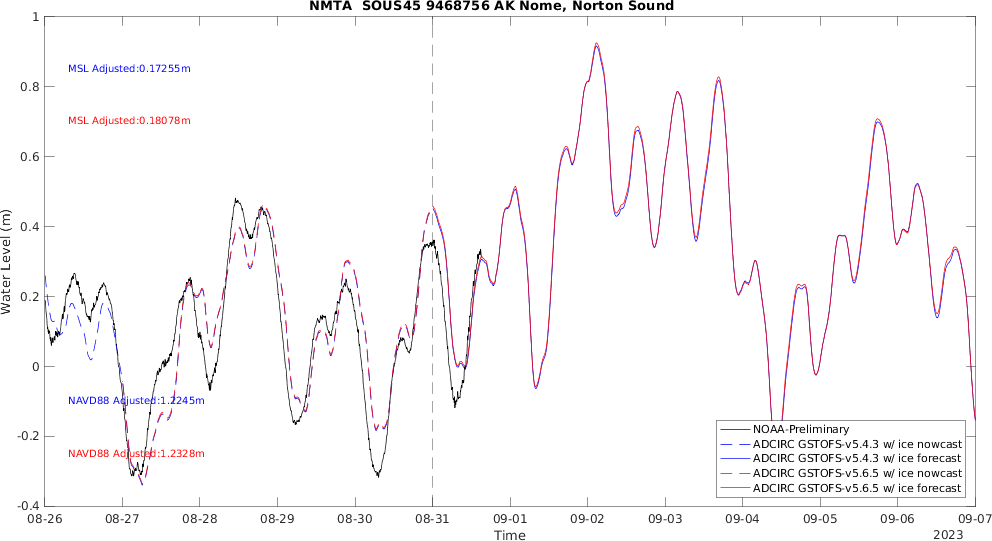 NMTA SOUS45 9468756 AK Nome, Norton Sound
1
MSL Adjusted:0.17255m
0.8
MSL Adjusted:0.18078m
0.6
0.4
Water Level (m)
0.2
0
NAVD88 Adjusted:1.2245m
-0.2
NAVD88 Adjusted:1.2328m
NOAA-Preliminary
ADCIRC GSTOFS-v5.4.3 w/ ice nowcast
ADCIRC GSTOFS-v5.4.3 w/ ice forecast
ADCIRC GSTOFS-v5.6.5 w/ ice nowcast
ADCIRC GSTOFS-v5.6.5 w/ ice forecast
-0.4
08-26 08-27 08-28 08-29 08-30 08-31 09-01 09-02 09-03 09-04 09-05 09-06 09-07
Time
2023